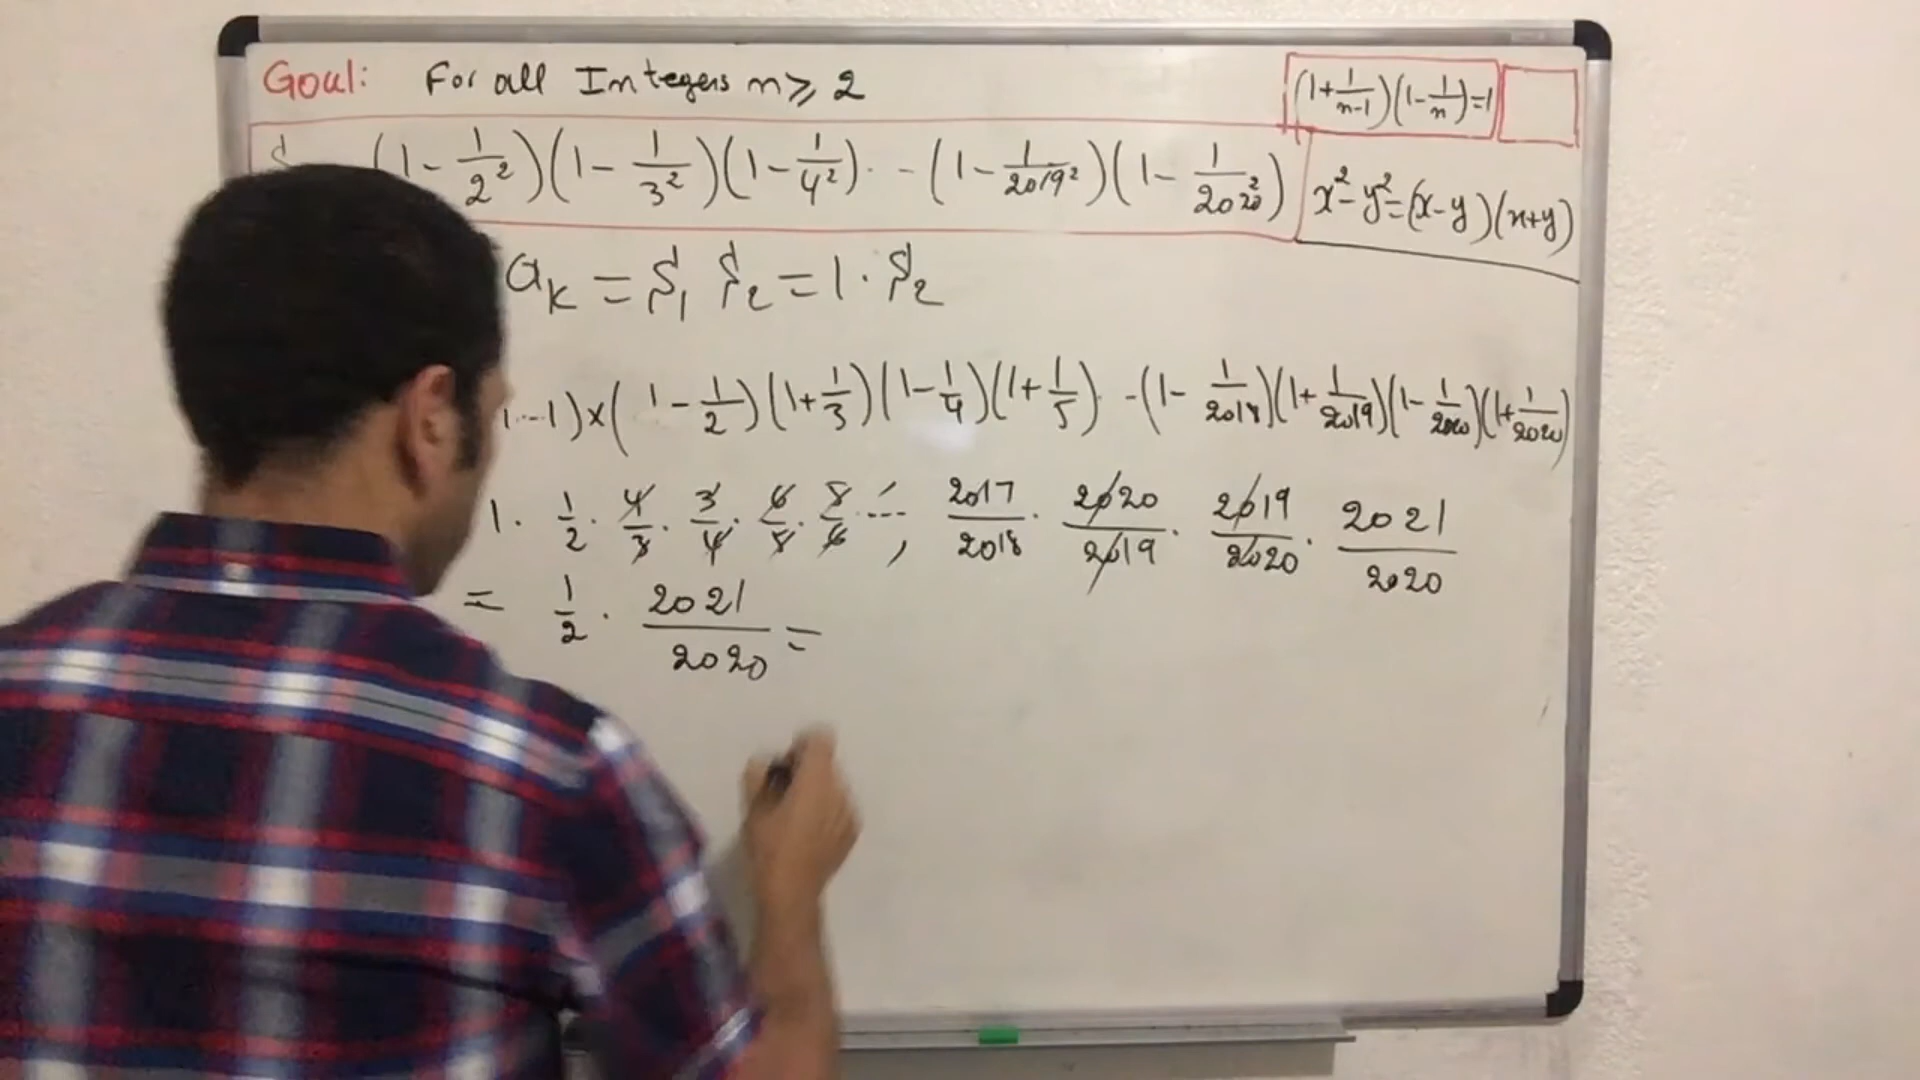 Goal: For all Integers n ≥ 2
(1+1/(n-1))(1-1/n)=1
(1-1/2²)(1-1/3²)(1-1/4²)··-(1-1/2019²)(1-1/2020²)
x²-y²=(x-y)(x+y)
a_k = S₁ S₂ = 1 · S₂
1··1)×(1-1/2)(1+1/3)(1-1/4)(1+1/5)·-(1-1/2018)(1+1/2019)(1-1/2020)(1+1/2020)
1 · 1/2 · 4/3 · 3/4 · 6/5 · 5/6 ··· 2017/2018 · 2020/2019 · 2019/2020 · 2021/2020
= 1/2 · 2021/2020 =